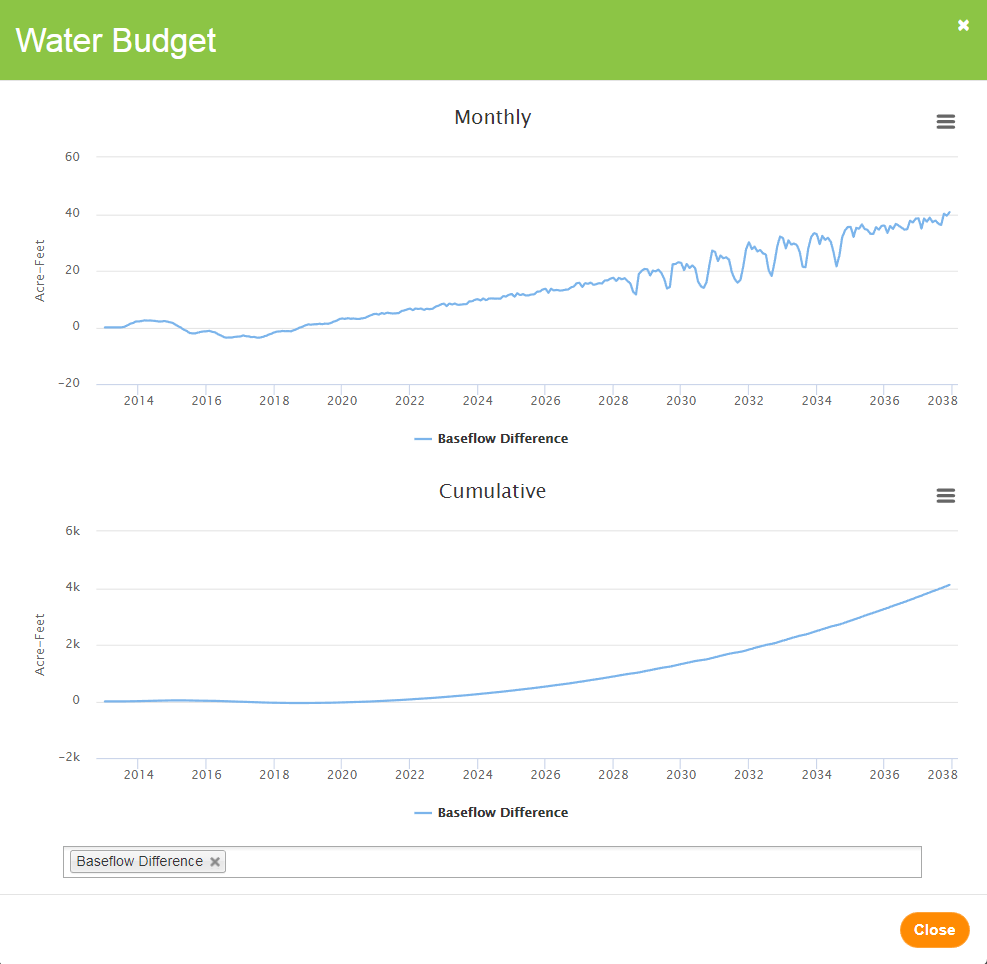 Water Budget
Monthly
60
40
20
0
−20
Acre−Feet
2014 2016 2018 2020 2022 2024 2026 2028 2030 2032 2034 2036 2038
Baseflow Difference
Cumulative
6k
4k
2k
0
−2k
Acre−Feet
2014 2016 2018 2020 2022 2024 2026 2028 2030 2032 2034 2036 2038
Baseflow Difference
Baseflow Difference
Close